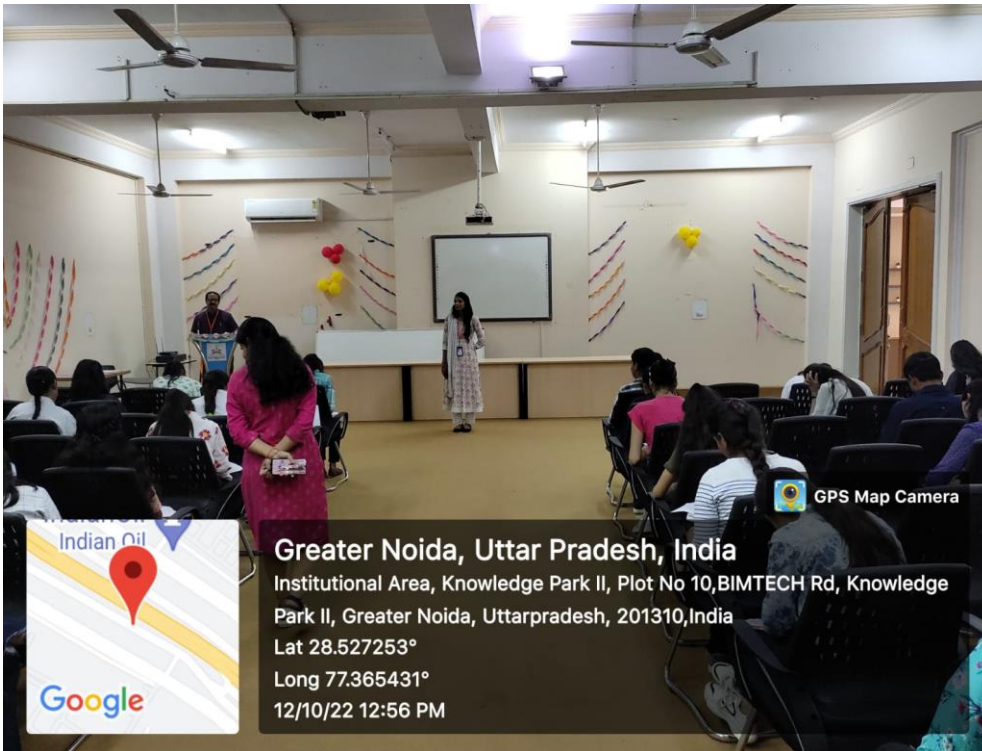 GPS Map Camera
Indian Oil
Google
Greater Noida, Uttar Pradesh, India
Institutional Area, Knowledge Park II, Plot No 10,BIMTECH Rd, Knowledge
Park II, Greater Noida, Uttarpradesh, 201310,India
Lat 28.527253°
Long 77.365431°
12/10/22 12:56 PM